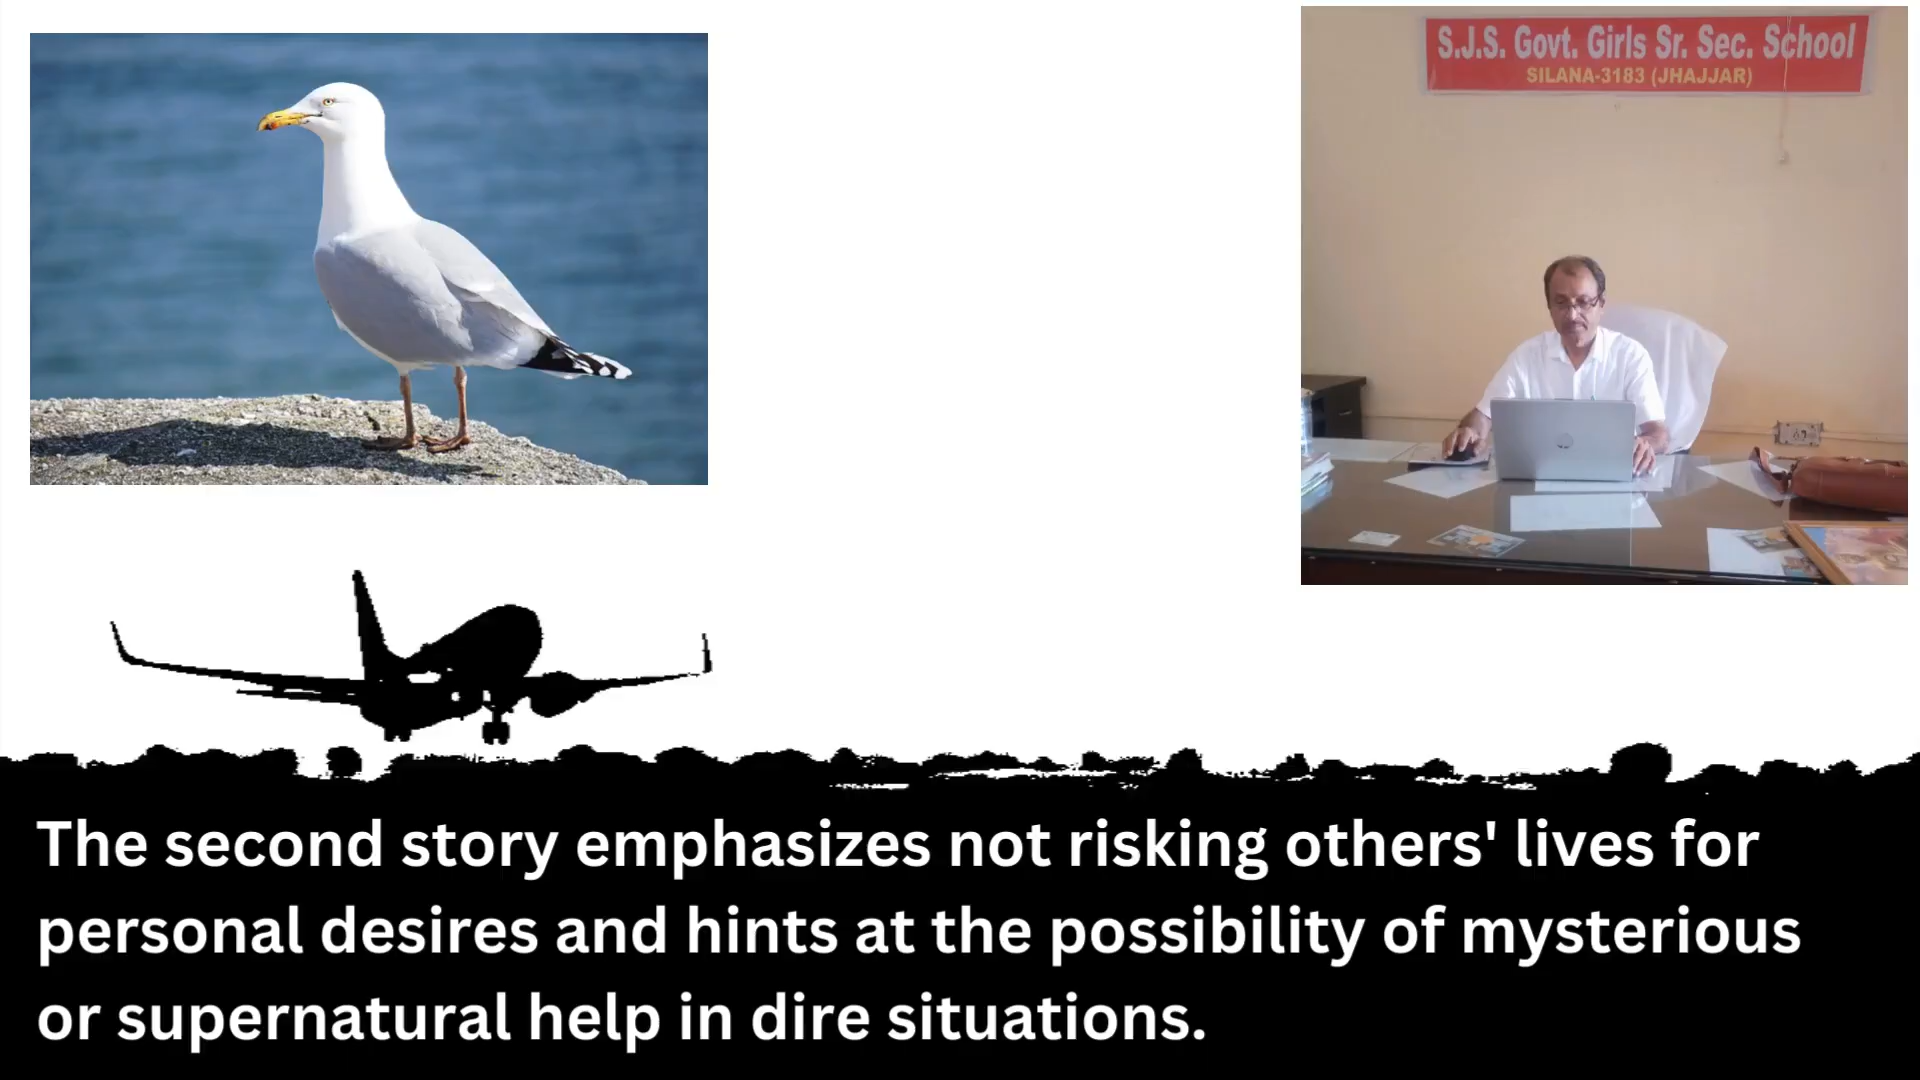 S.J.S. Govt. Girls Sr. Sec. School
SILANA-3183 (JHAJJAR)
The second story emphasizes not risking others' lives for
personal desires and hints at the possibility of mysterious
or supernatural help in dire situations.